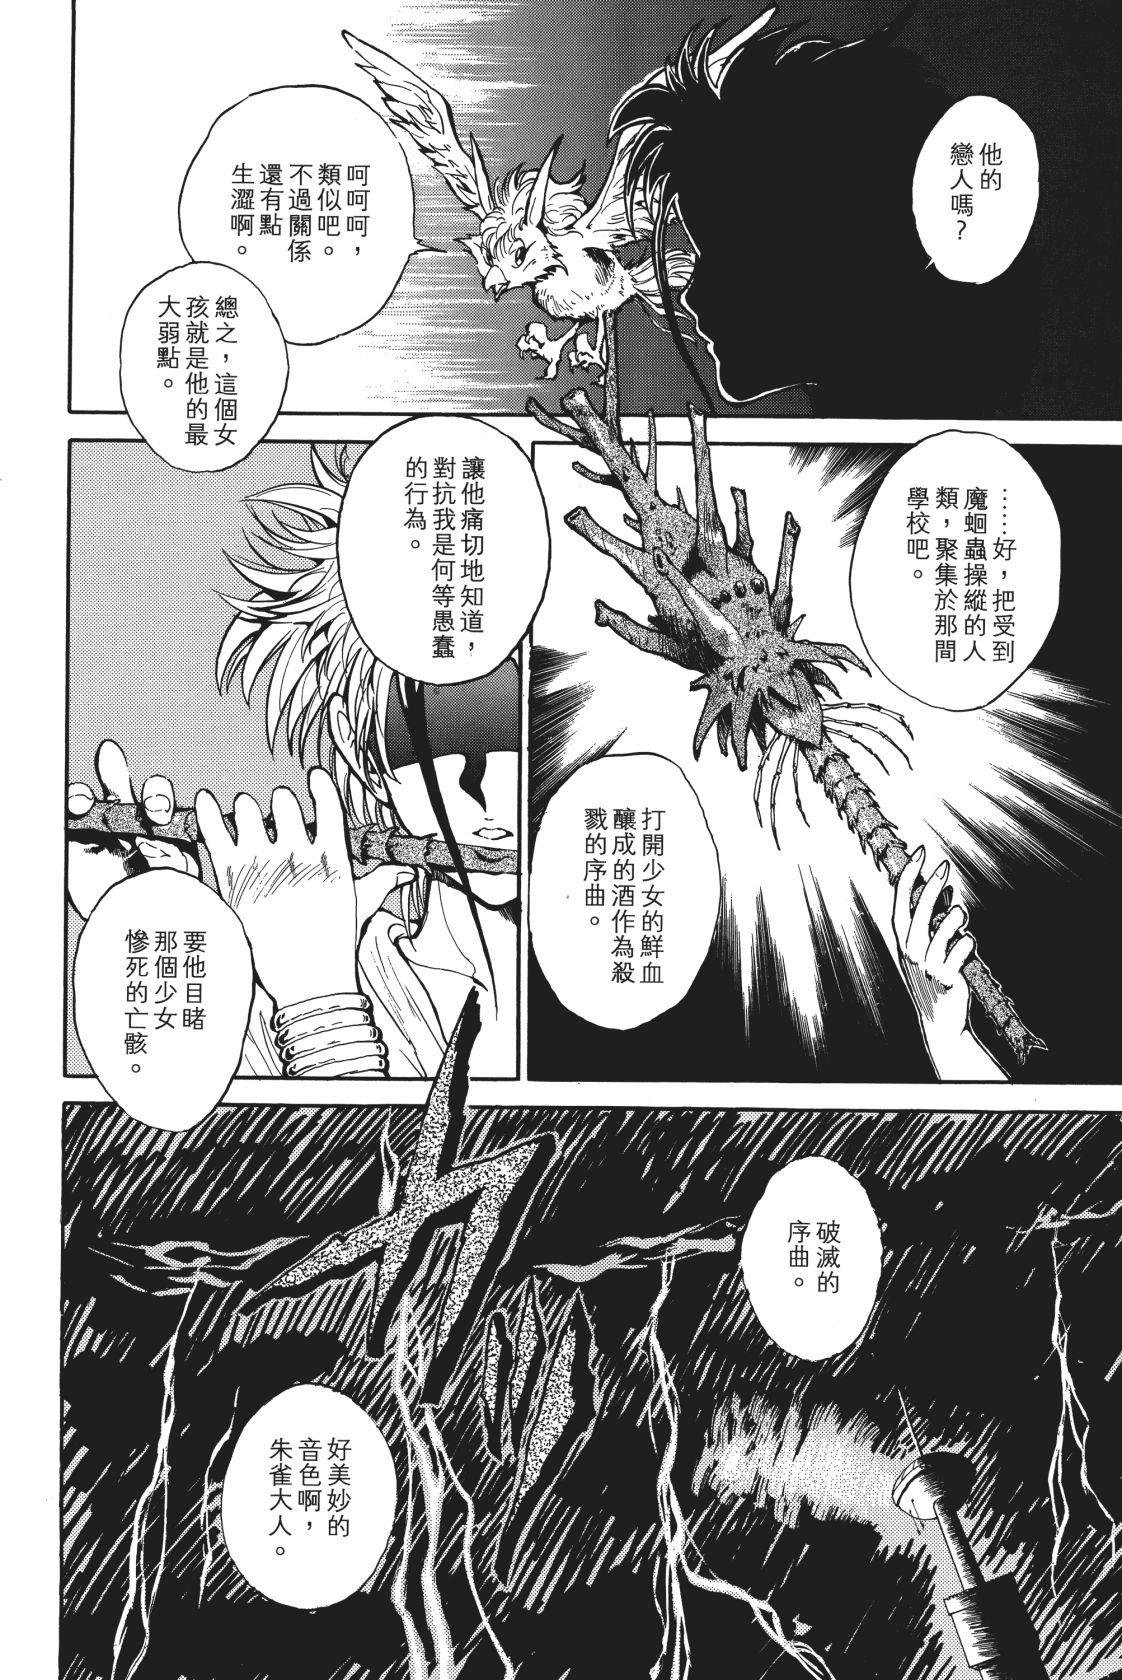 他的
戀人嗎？
呵呵呵，
類似吧。
不過關係
還有點
生澀啊。
總之，這個女
孩就是他的最
大弱點。
……好，把受到
魔蛔蟲操縱的人
類，聚集於那間
學校吧。
打開少女的鮮血
釀成的酒作為殺
戮的序曲。
讓他痛切地知道，
對抗我是何等愚蠢
的行為。
要他目睹
那個少女
慘死的亡骸。
破滅的
序曲。
好美妙的
音色啊，
朱雀大人。